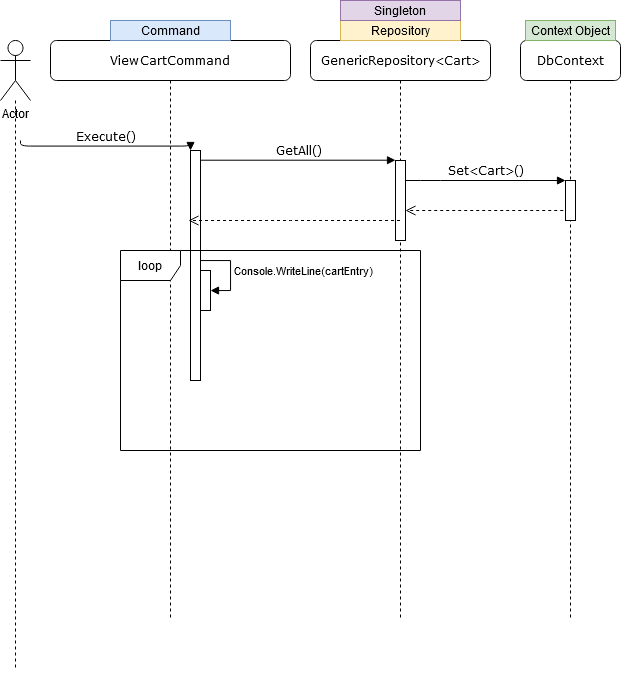 Singleton
Command
Repository
Context Object
ViewCartCommand
GenericRepository<Cart>
DbContext
Actor
Execute()
GetAll()
Set<Cart>()
loop
Console.WriteLine(cartEntry)